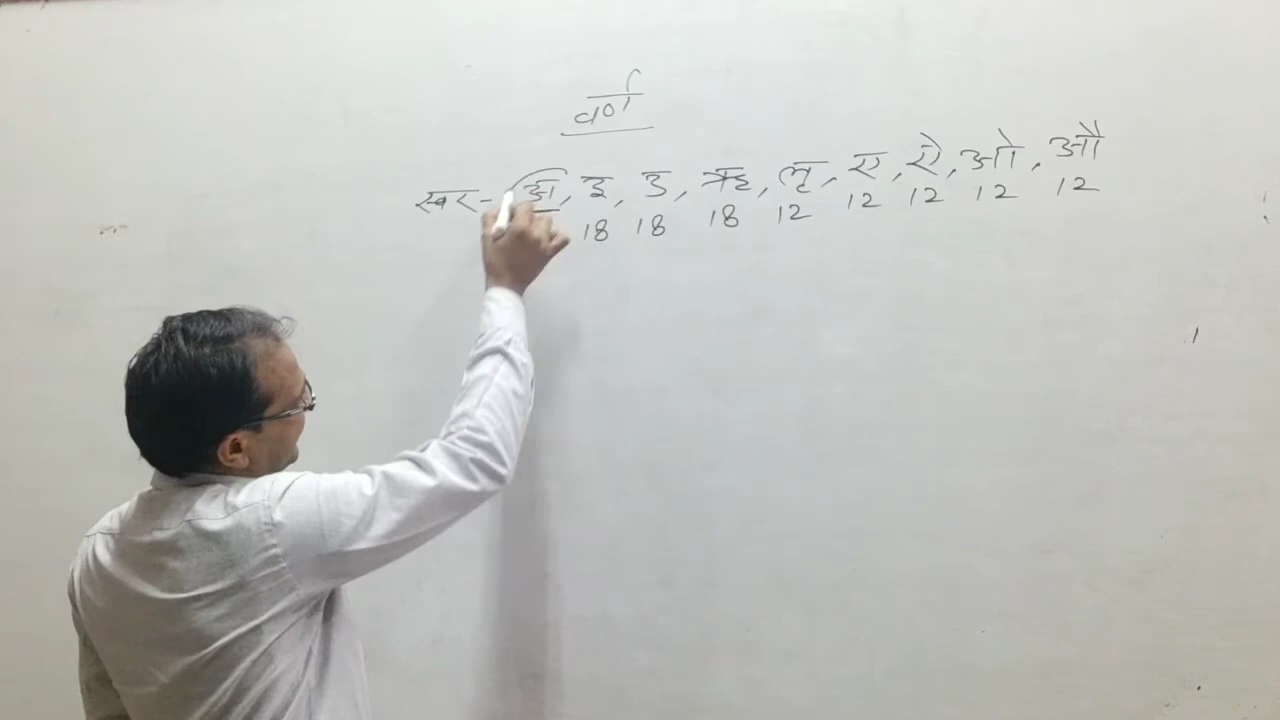 वर्ण
स्वर - अ, इ, उ, ऋ, लृ, ए, ऐ, ओ, औ
18 18 18 12 12 12 12 12